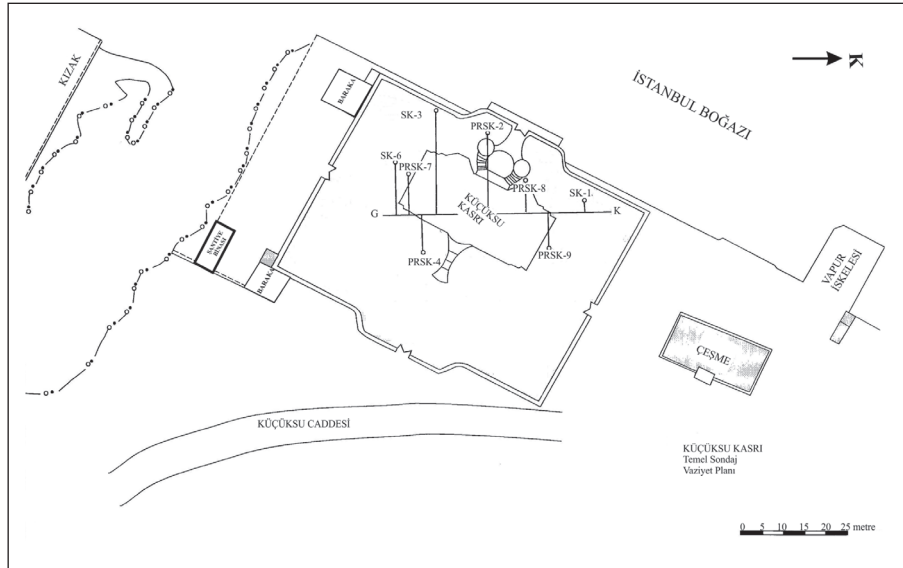 KIZAK
BARAKA
SK-3
PRSK-2
SK-6
PRSK-7
PRSK-8
SK-1
KÜÇÜKSU
KASRI
G
K
PRSK-4
PRSK-9
ŞANTİYE
BİNASI
BARAKA
K
İSTANBUL BOĞAZI
VAPUR
İSKELESİ
ÇEŞME
KÜÇÜKSU CADDESİ
KÜÇÜKSU KASRI
Temel Sondaj
Vaziyet Planı
0 5 10 15 20 25 metre